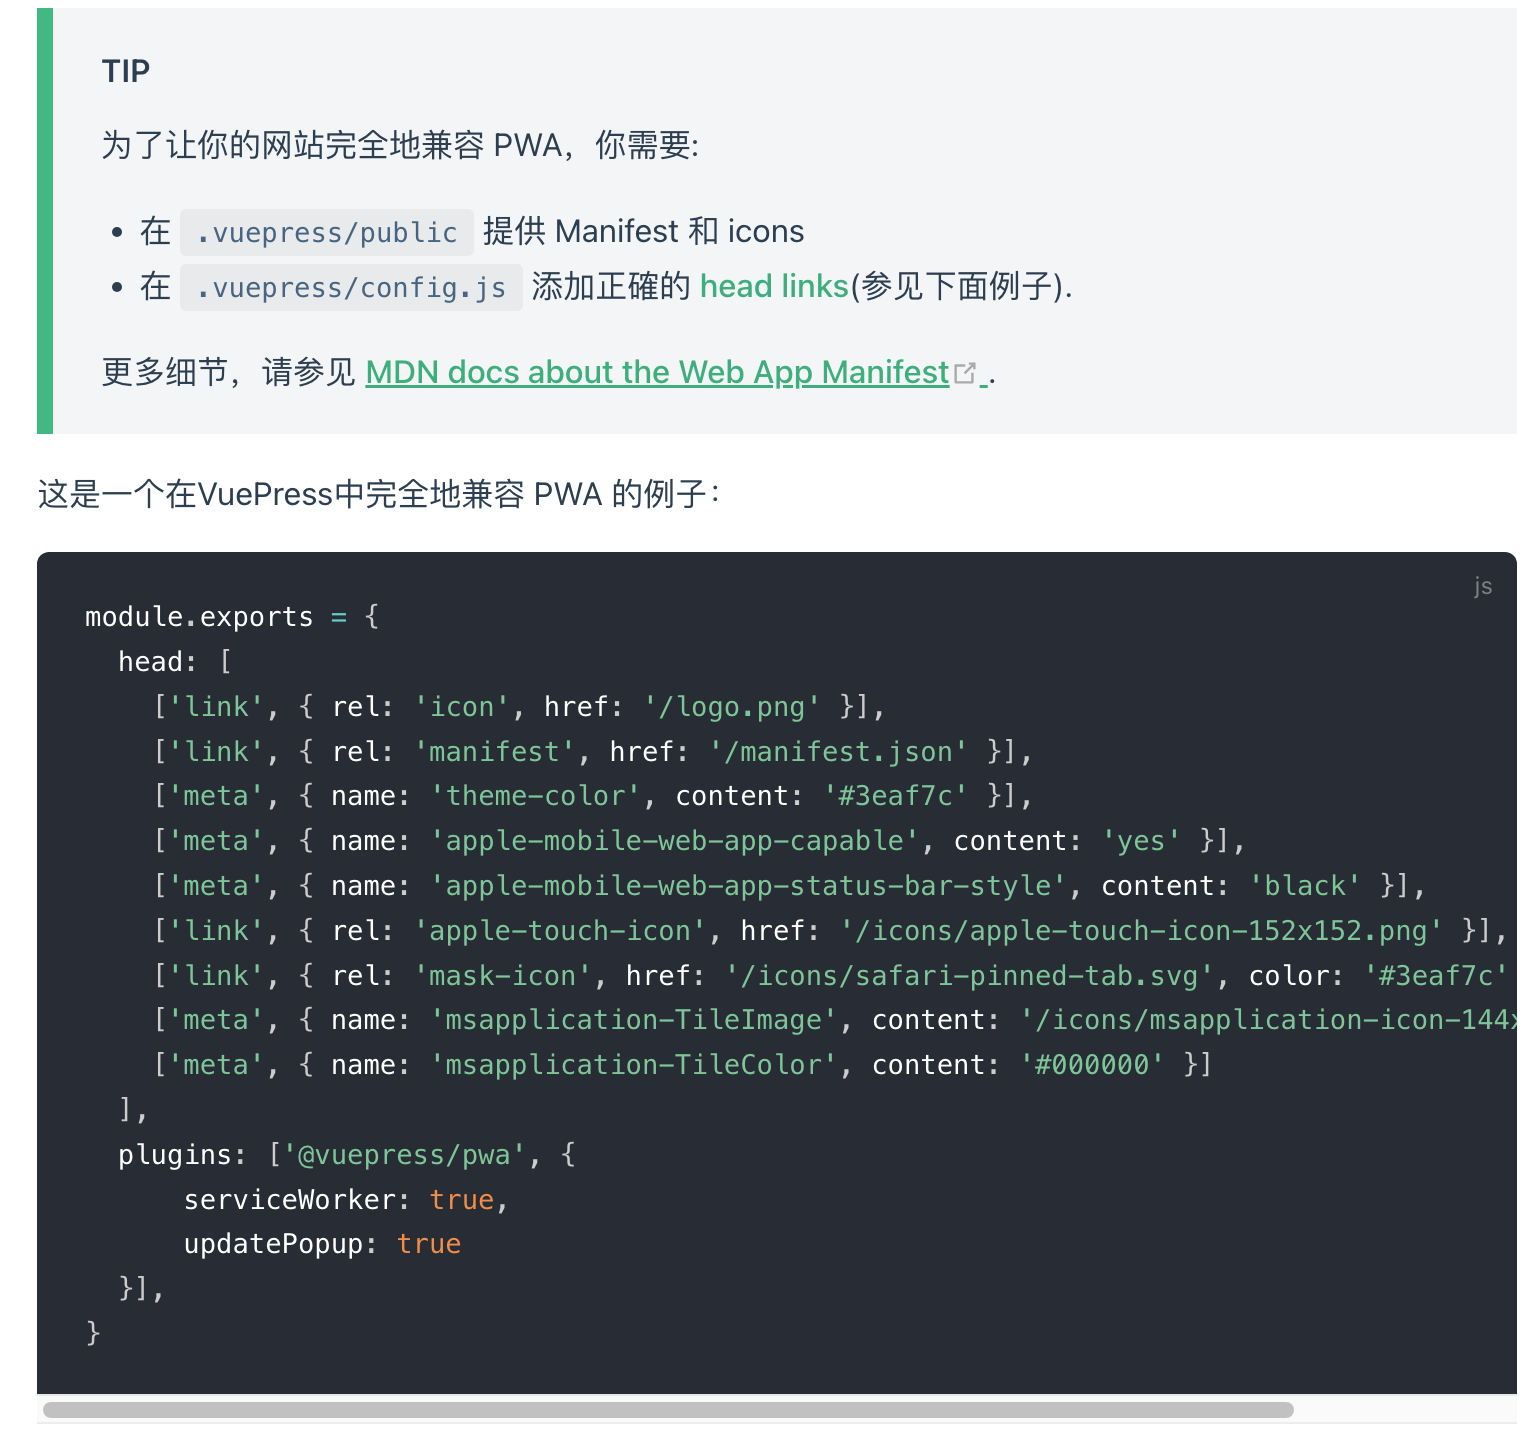 TIP
为了让你的网站完全地兼容 PWA，你需要:
• 在 .vuepress/public 提供 Manifest 和 icons
• 在 .vuepress/config.js 添加正確的 head links(参见下面例子).
更多细节，请参见 MDN docs about the Web App Manifest .
这是一个在VuePress中完全地兼容 PWA 的例子：
js
module.exports = {
  head: [
    ['link', { rel: 'icon', href: '/logo.png' }],
    ['link', { rel: 'manifest', href: '/manifest.json' }],
    ['meta', { name: 'theme-color', content: '#3eaf7c' }],
    ['meta', { name: 'apple-mobile-web-app-capable', content: 'yes' }],
    ['meta', { name: 'apple-mobile-web-app-status-bar-style', content: 'black' }],
    ['link', { rel: 'apple-touch-icon', href: '/icons/apple-touch-icon-152x152.png' }],
    ['link', { rel: 'mask-icon', href: '/icons/safari-pinned-tab.svg', color: '#3eaf7c'
    ['meta', { name: 'msapplication-TileImage', content: '/icons/msapplication-icon-144x
    ['meta', { name: 'msapplication-TileColor', content: '#000000' }]
  ],
  plugins: ['@vuepress/pwa', {
      serviceWorker: true,
      updatePopup: true
  }],
}